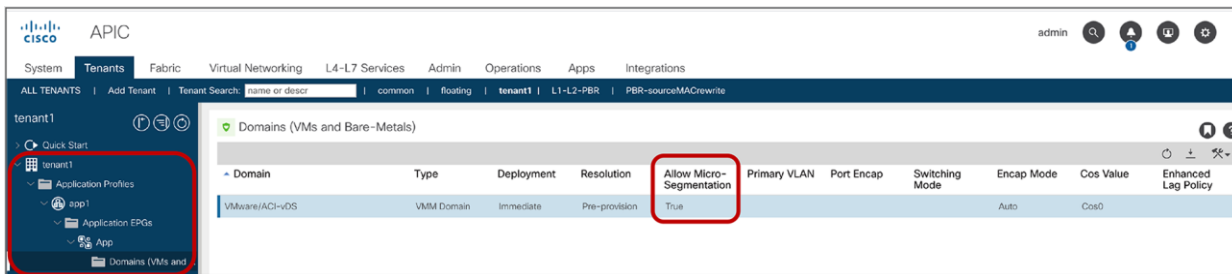 CISCO APIC admin 1
System Tenants Fabric Virtual Networking L4-L7 Services Admin Operations Apps Integrations
ALL TENANTS | Add Tenant | Tenant Search: name or descr | common | floating | tenant1 | L1-L2-PBR | PBR-sourceMACrewrite
tenant1
Domains (VMs and Bare-Metals)
Quick Start
tenant1
Application Profiles
app1
Application EPGs
App
Domains (VMs and
Domain Type Deployment Resolution Allow Micro- Primary VLAN Port Encap Switching Encap Mode Cos Value Enhanced
Segmentation Mode Lag Policy
VMware/ACI-vDS VMM Domain Immediate Pre-provision True Auto Cos0